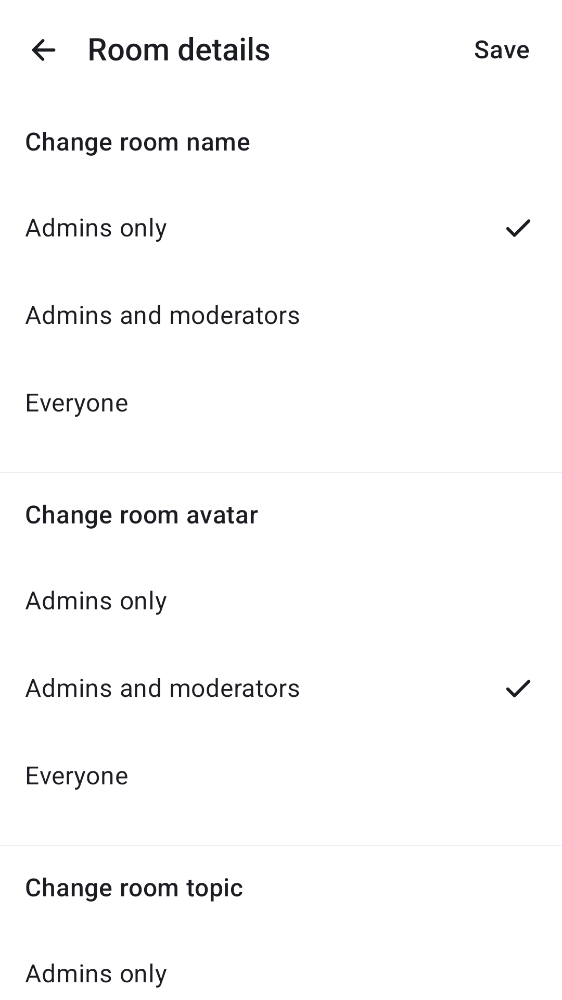 Room details
Save
Change room name
Admins only
Admins and moderators
Everyone
Change room avatar
Admins only
Admins and moderators
Everyone
Change room topic
Admins only